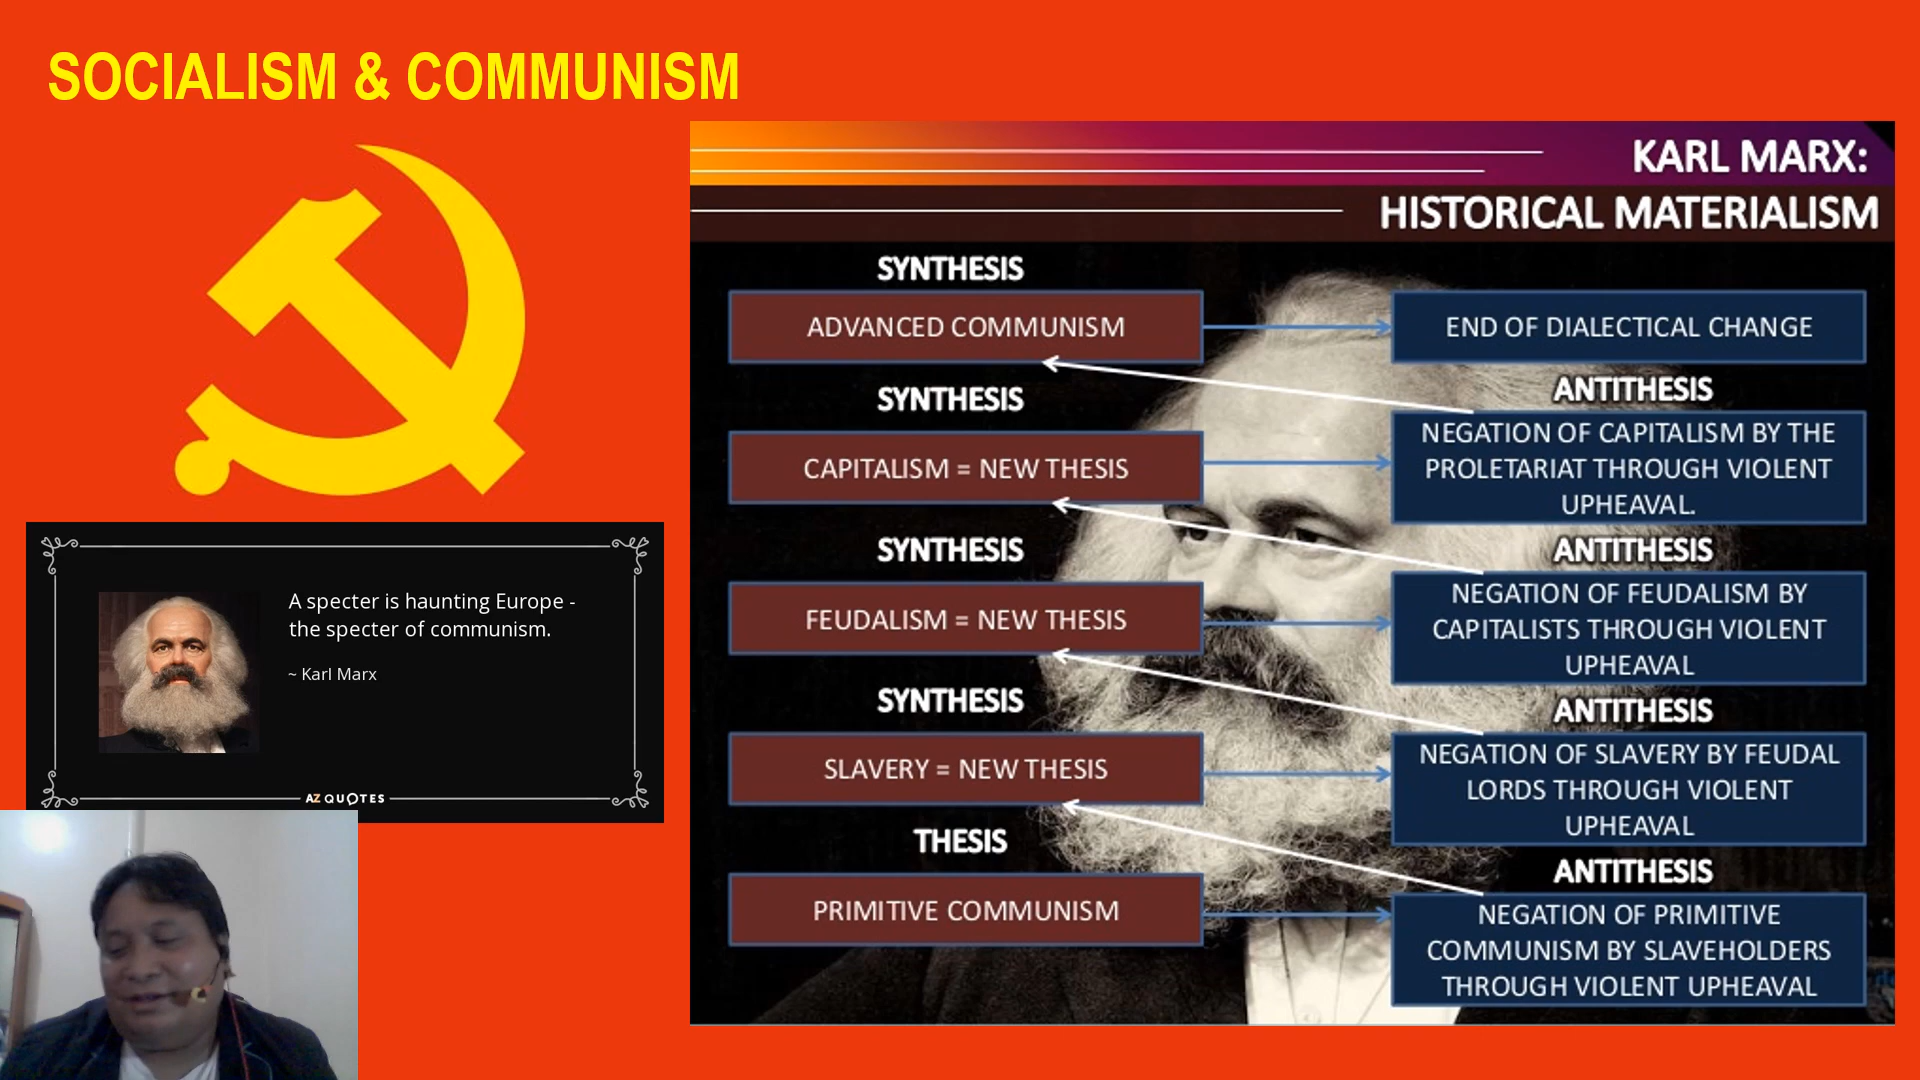 SOCIALISM & COMMUNISM
A specter is haunting Europe -
the specter of communism.
~ Karl Marx
AZ QUOTES
KARL MARX:
HISTORICAL MATERIALISM
SYNTHESIS
ADVANCED COMMUNISM
END OF DIALECTICAL CHANGE
SYNTHESIS
ANTITHESIS
CAPITALISM = NEW THESIS
NEGATION OF CAPITALISM BY THE
PROLETARIAT THROUGH VIOLENT
UPHEAVAL.
SYNTHESIS
ANTITHESIS
FEUDALISM = NEW THESIS
NEGATION OF FEUDALISM BY
CAPITALISTS THROUGH VIOLENT
UPHEAVAL
SYNTHESIS
ANTITHESIS
SLAVERY = NEW THESIS
NEGATION OF SLAVERY BY FEUDAL
LORDS THROUGH VIOLENT
UPHEAVAL
THESIS
ANTITHESIS
PRIMITIVE COMMUNISM
NEGATION OF PRIMITIVE
COMMUNISM BY SLAVEHOLDERS
THROUGH VIOLENT UPHEAVAL